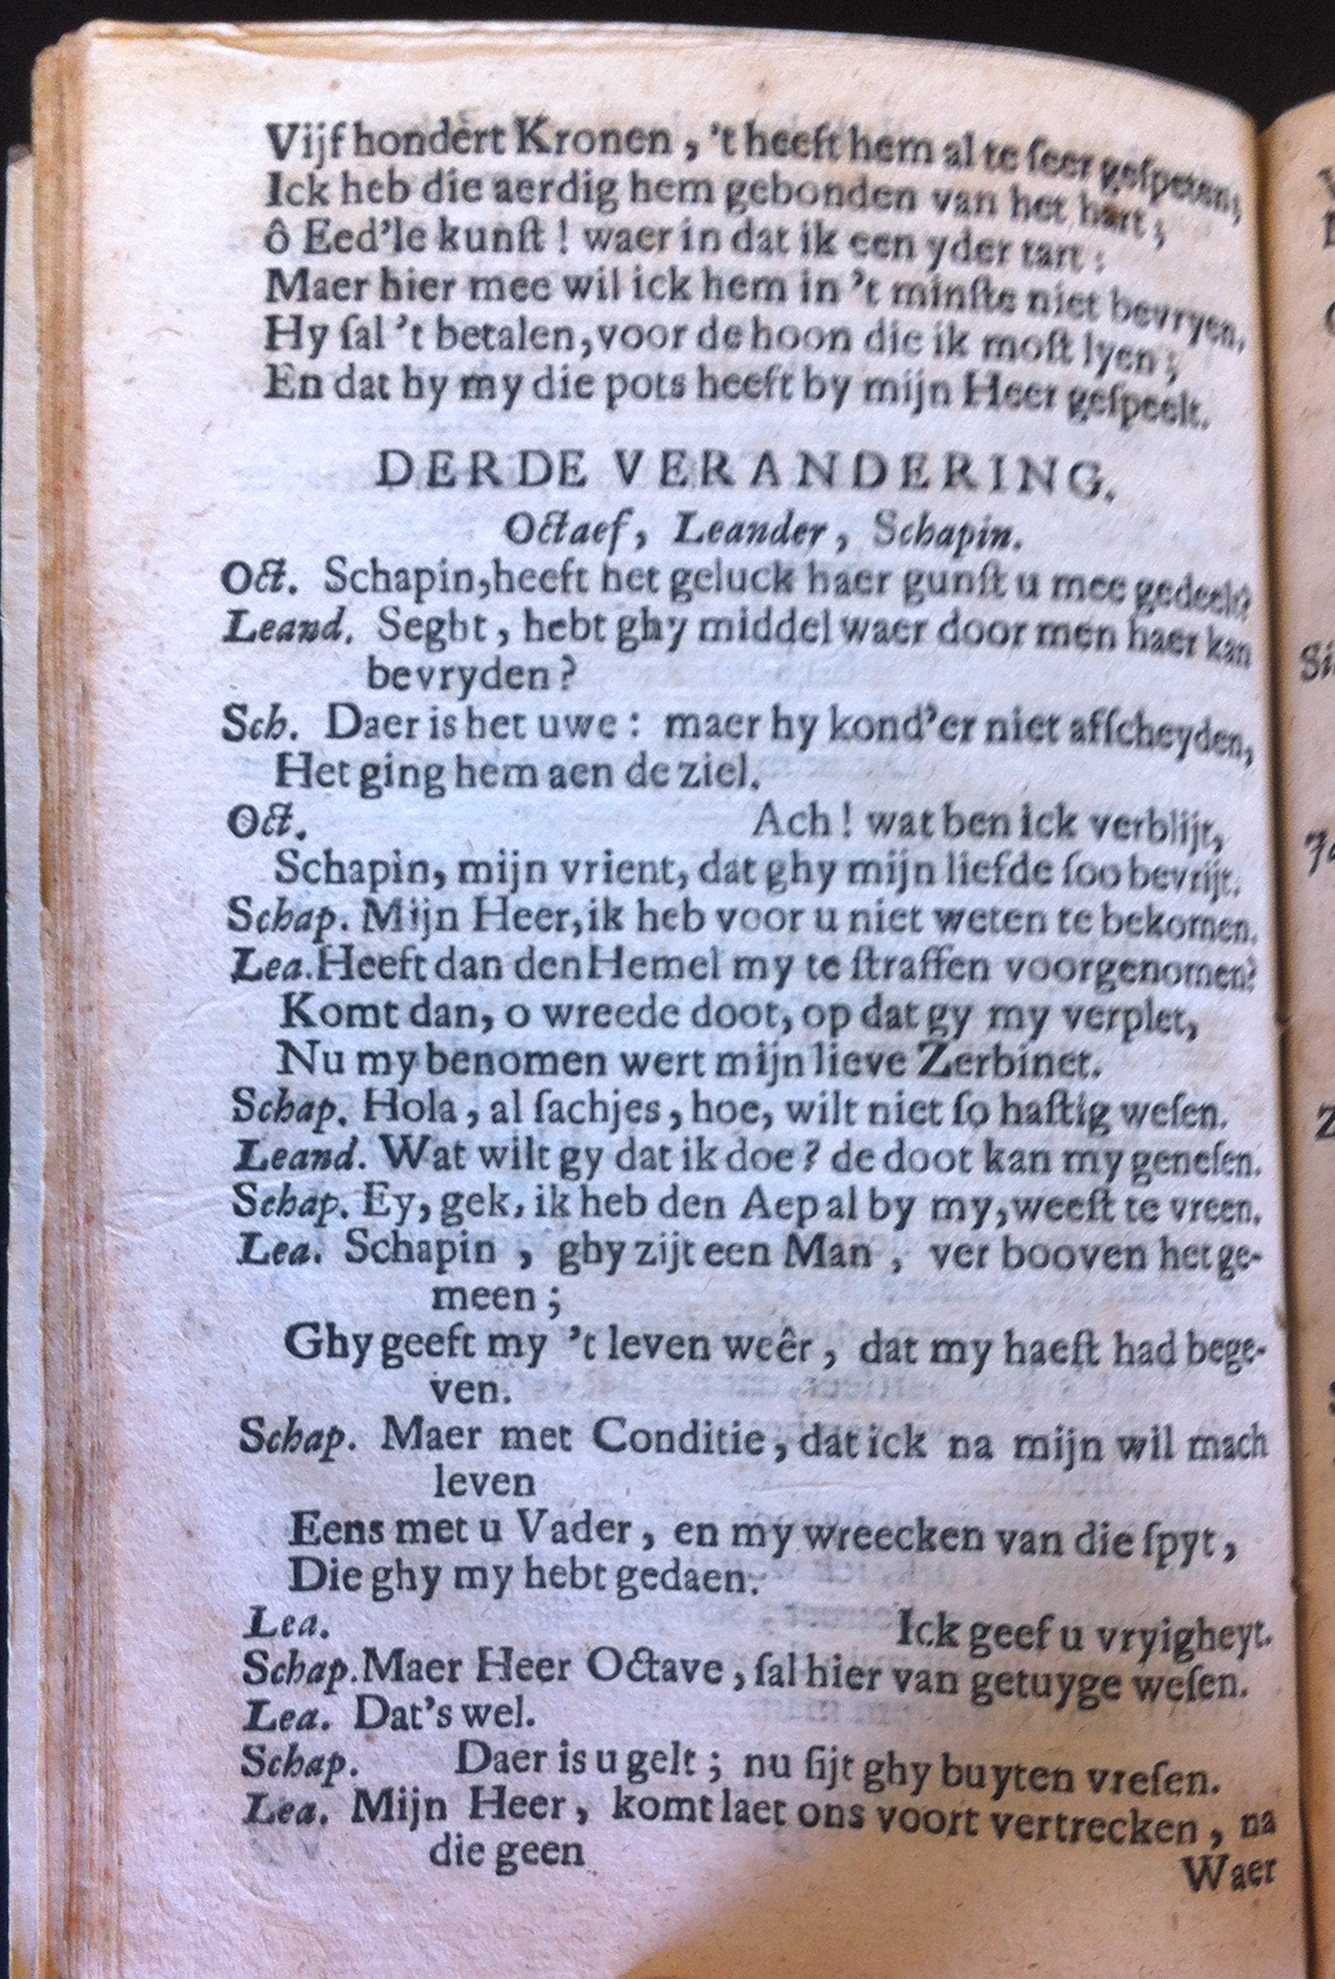 Vijf hondert Kronen, 't heeft hem al te ſeer geſpeten;
Ick heb die aerdig hem gebonden van het hart;
ô Eed'le kunſt! waer in dat ik een yder tart:
Maer hier mee wil ick hem in 't minſte niet bevryen,
Hy ſal 't betalen, voor de hoon die ik moſt lyen;
En dat hy my die pots heeft by mijn Heer geſpeelt.
DERDE VERANDERING.
Octaef, Leander, Schapin.
Oct. Schapin, heeft het geluck haer gunſt u mee gedeelt?
Leand. Seght, hebt ghy middel waer door men haer kan
bevryden?
Sch. Daer is het uwe: maer hy kond'er niet afſcheyden,
Het ging hem aen de ziel.
Oct. Ach! wat ben ick verblijt,
Schapin, mijn vrient, dat ghy mijn liefde ſoo bevrijt.
Schap. Mijn Heer, ik heb voor u niet weten te bekomen.
Lea. Heeft dan den Hemel my te ſtraffen voorgenomen?
Komt dan, o wreede doot, op dat gy my verplet,
Nu my benomen wert mijn lieve Zerbinet.
Schap. Hola, al ſachjes, hoe, wilt niet ſo haſtig weſen.
Leand. Wat wilt gy dat ik doe? de doot kan my geneſen.
Schap. Ey, gek, ik heb den Aep al by my, weeſt te vreen.
Lea. Schapin, ghy zijt een Man, ver booven het ge-
meen;
Ghy geeft my 't leven weêr, dat my haeſt had bege-
ven.
Schap. Maer met Conditie, dat ick na mijn wil mach
leven
Eens met u Vader, en my wreecken van die ſpyt,
Die ghy my hebt gedaen.
Lea. Ick geef u vryigheyt.
Schap. Maer Heer Octave, ſal hier van getuyge weſen.
Lea. Dat's wel.
Schap. Daer is u gelt; nu ſijt ghy buyten vreſen.
Lea. Mijn Heer, komt laet ons voort vertrecken, na
die geen
Waer